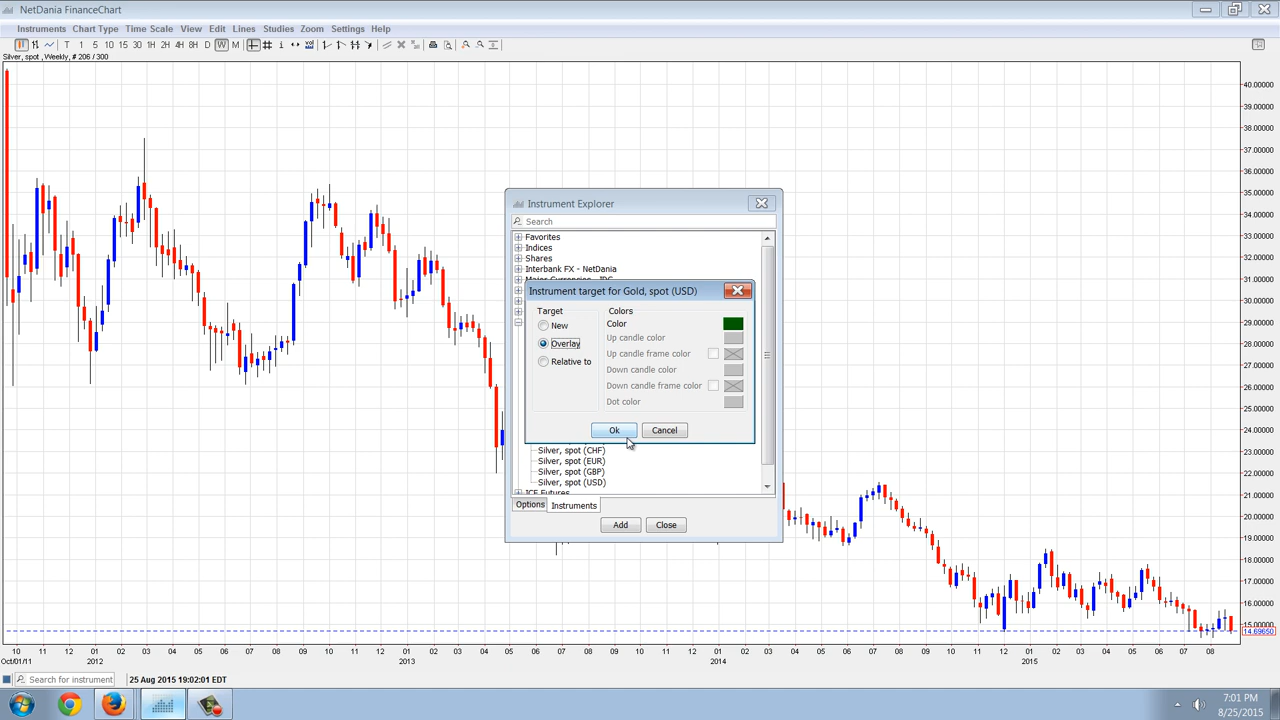 NetDania FinanceChart
Instruments Chart Type Time Scale View Edit Lines Studies Zoom Settings Help
T 1 5 10 15 30 1H 2H 4H 8H D W M
Silver, spot , Weekly, # 206 / 300
40.00000
39.00000
38.00000
37.00000
36.00000
35.00000
34.00000
33.00000
32.00000
31.00000
30.00000
29.00000
28.00000
27.00000
26.00000
25.00000
24.00000
23.00000
22.00000
21.00000
20.00000
19.00000
18.00000
17.00000
16.00000
15.00000
14.69650
Instrument Explorer
Search
Favorites
Indices
Shares
Interbank FX - NetDania
Instrument target for Gold, spot (USD)
Target
New
Overlay
Relative to
Colors
Color
Up candle color
Up candle frame color
Down candle color
Down candle frame color
Dot color
Ok Cancel
Silver, spot (CHF)
Silver, spot (EUR)
Silver, spot (GBP)
Silver, spot (USD)
ICE Futures
Options Instruments
Add Close
10 11 12 01 02 03 04 05 06 07 08 09 10 11 12 01 02 03 04 05 06 07 08 09 10 11 12 01 02 03 04 05 06 07 08 09 10 11 12 01 02 03 04 05 06 07 08
Oct/01/11 2012 2013 2014 2015
Search for instrument 25 Aug 2015 19:02:01 EDT
7:01 PM
8/25/2015